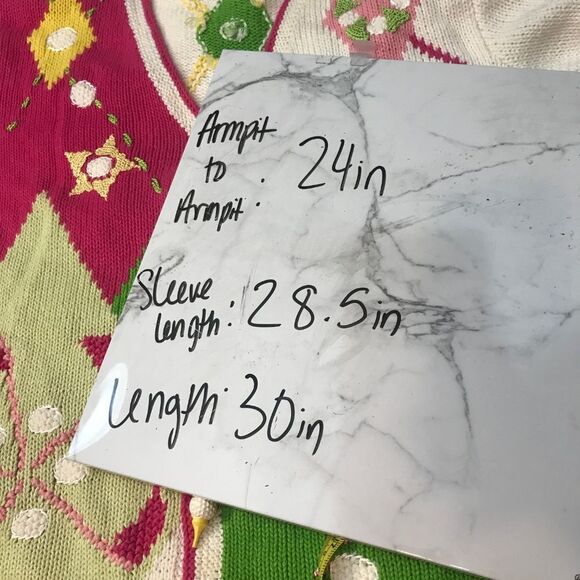 Armpit
to : 24in
Armpit
Sleeve
length: 28.5in
Length: 30in